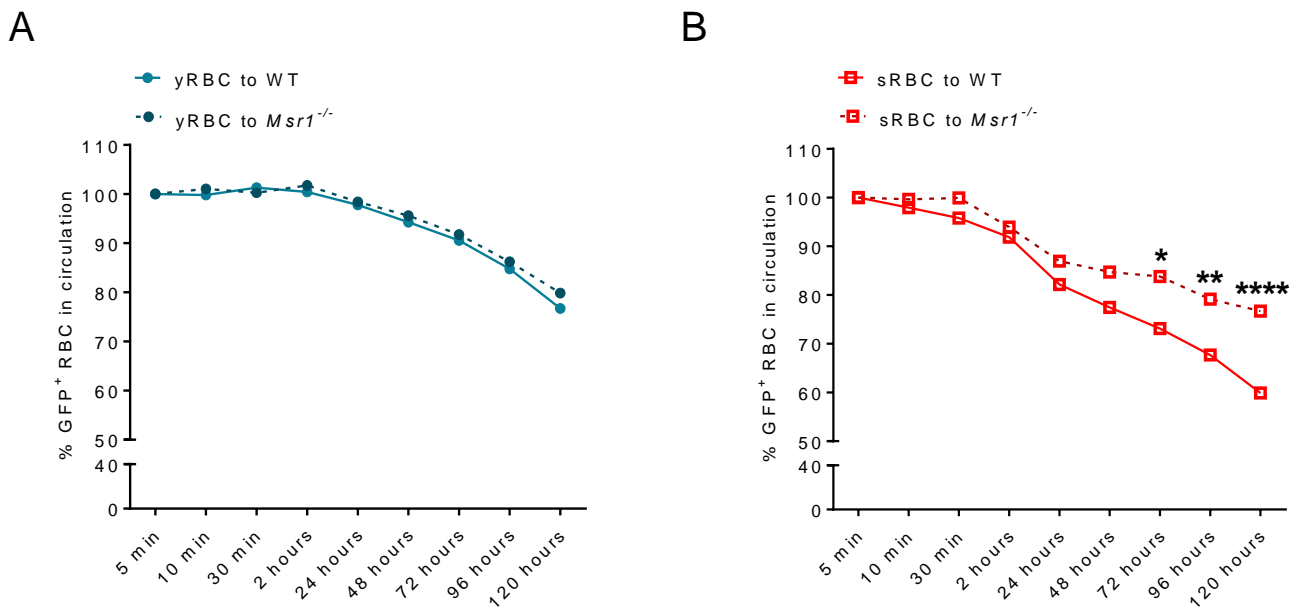 A
yRBC to WT
yRBC to Msr1-/-
% GFP+ RBC in circulation
110
100
90
80
70
60
50
40
0
5 min
10 min
30 min
2 hours
24 hours
48 hours
72 hours
96 hours
120 hours
B
sRBC to WT
sRBC to Msr1-/-
% GFP+ RBC in circulation
110
100
90
80
70
60
50
40
0
*
**
****
5 min
10 min
30 min
2 hours
24 hours
48 hours
72 hours
96 hours
120 hours